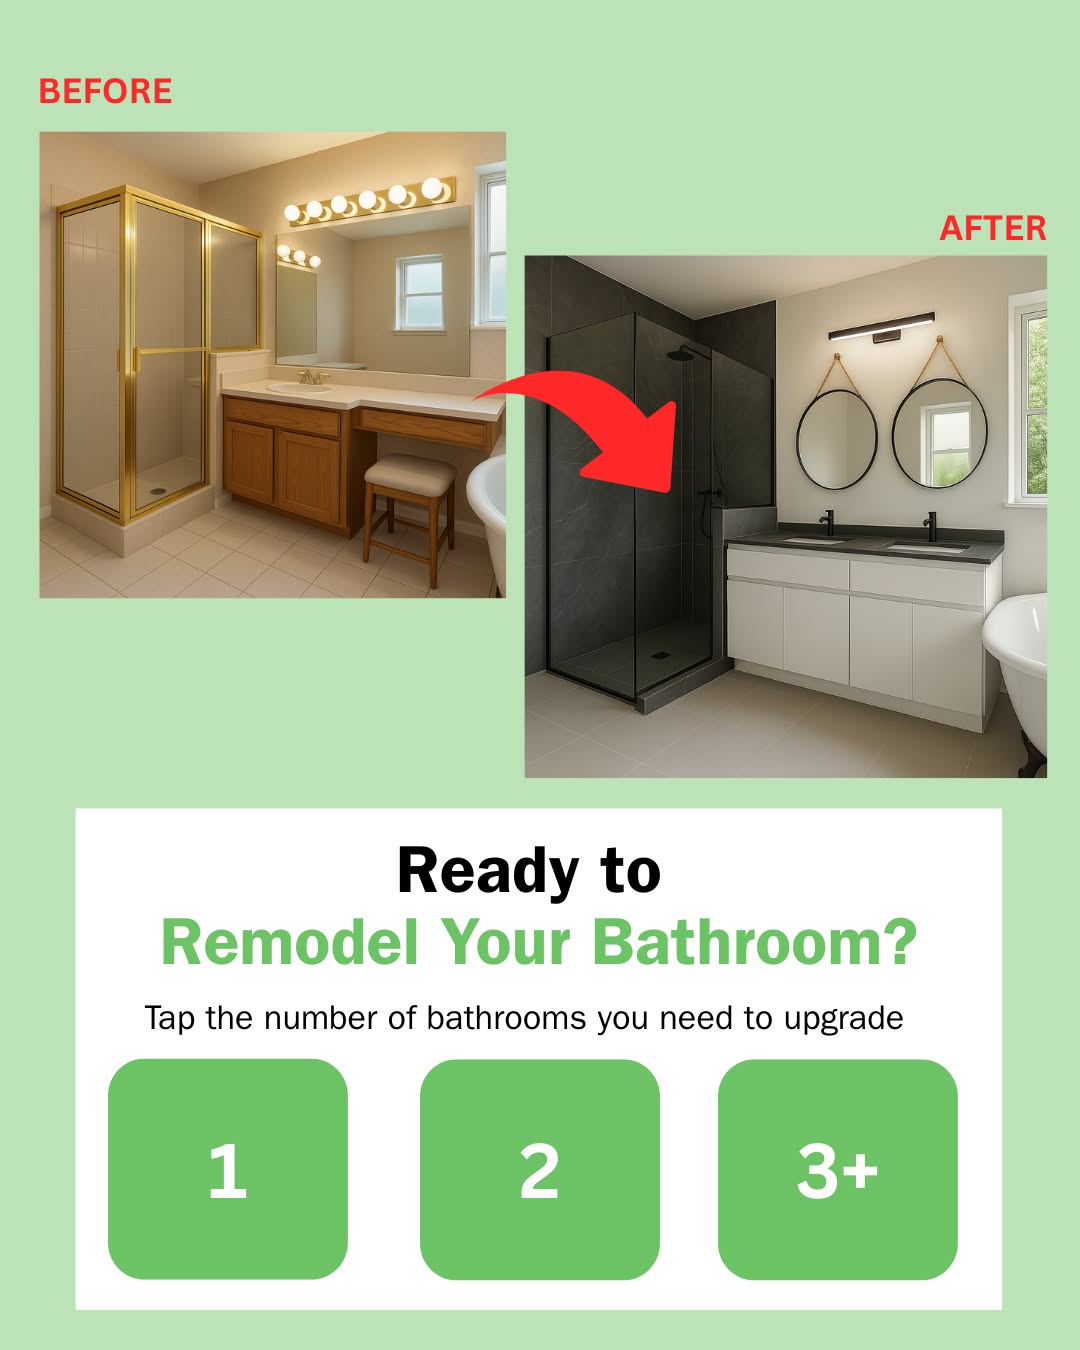 BEFORE
AFTER
Ready to
Remodel Your Bathroom?
Tap the number of bathrooms you need to upgrade
1
2
3+